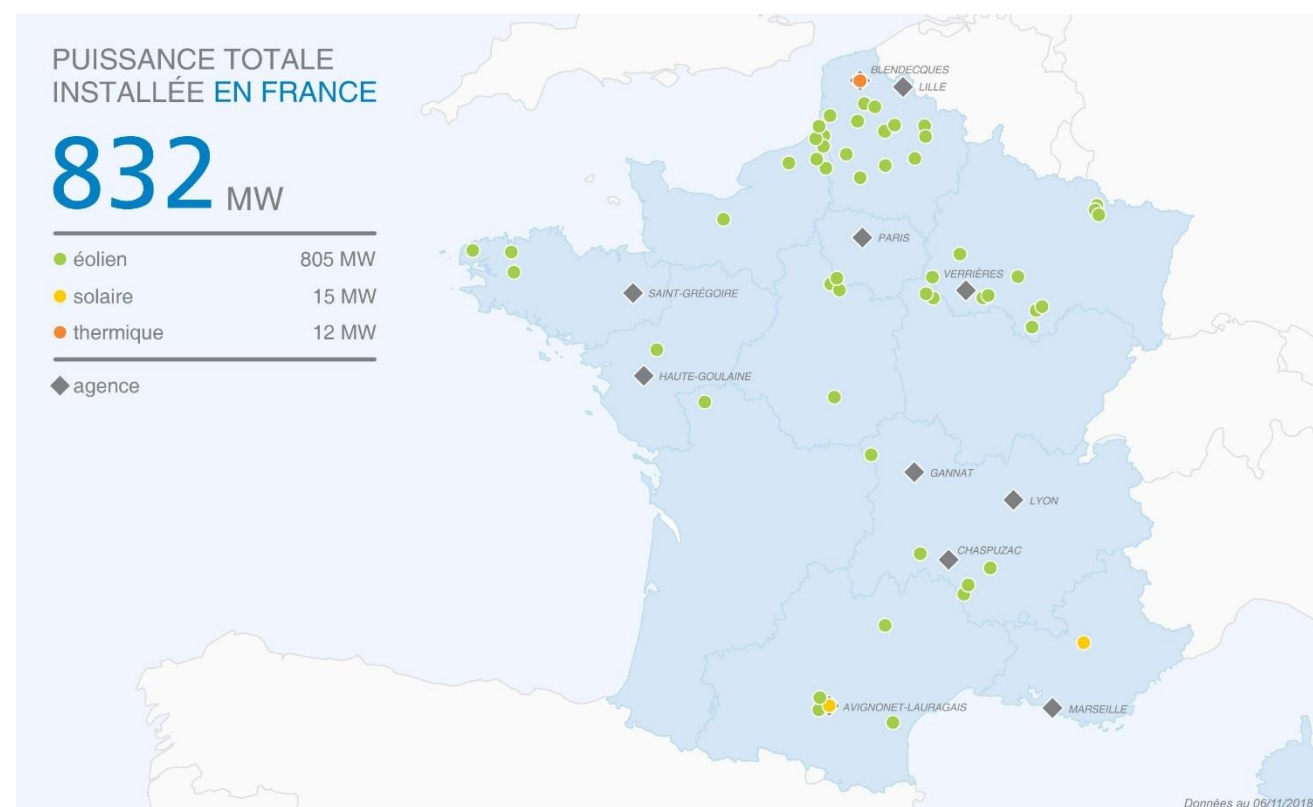 PUISSANCE TOTALE
INSTALLÉE EN FRANCE
832 MW
éolien 805 MW
solaire 15 MW
thermique 12 MW
agence
BLENDECQUES
LILLE
PARIS
VERRIÈRES
SAINT-GRÉGOIRE
HAUTE-GOULAINE
GANNAT
LYON
CHASPUZAC
AVIGNONET-LAURAGAIS
MARSEILLE
Données au 06/11/2018